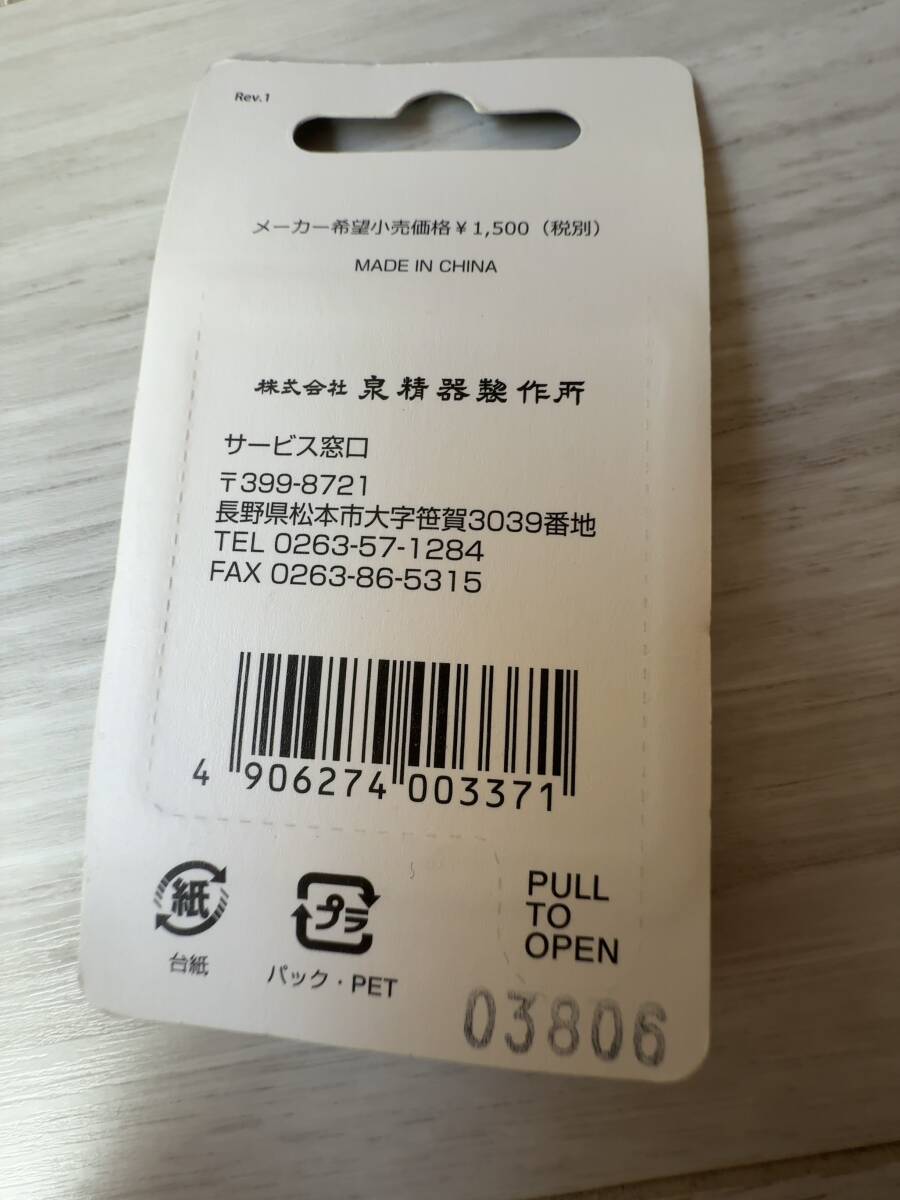 Rev.1
メーカー希望小売価格￥1,500（税別）
MADE IN CHINA
株式会社 泉精器製作所
サービス窓口
〒399-8721
長野県松本市大字笹賀3039番地
TEL 0263-57-1284
FAX 0263-86-5315
4 906274 003371
紙
台紙
プラ
パック・PET
PULL
TO
OPEN
03806